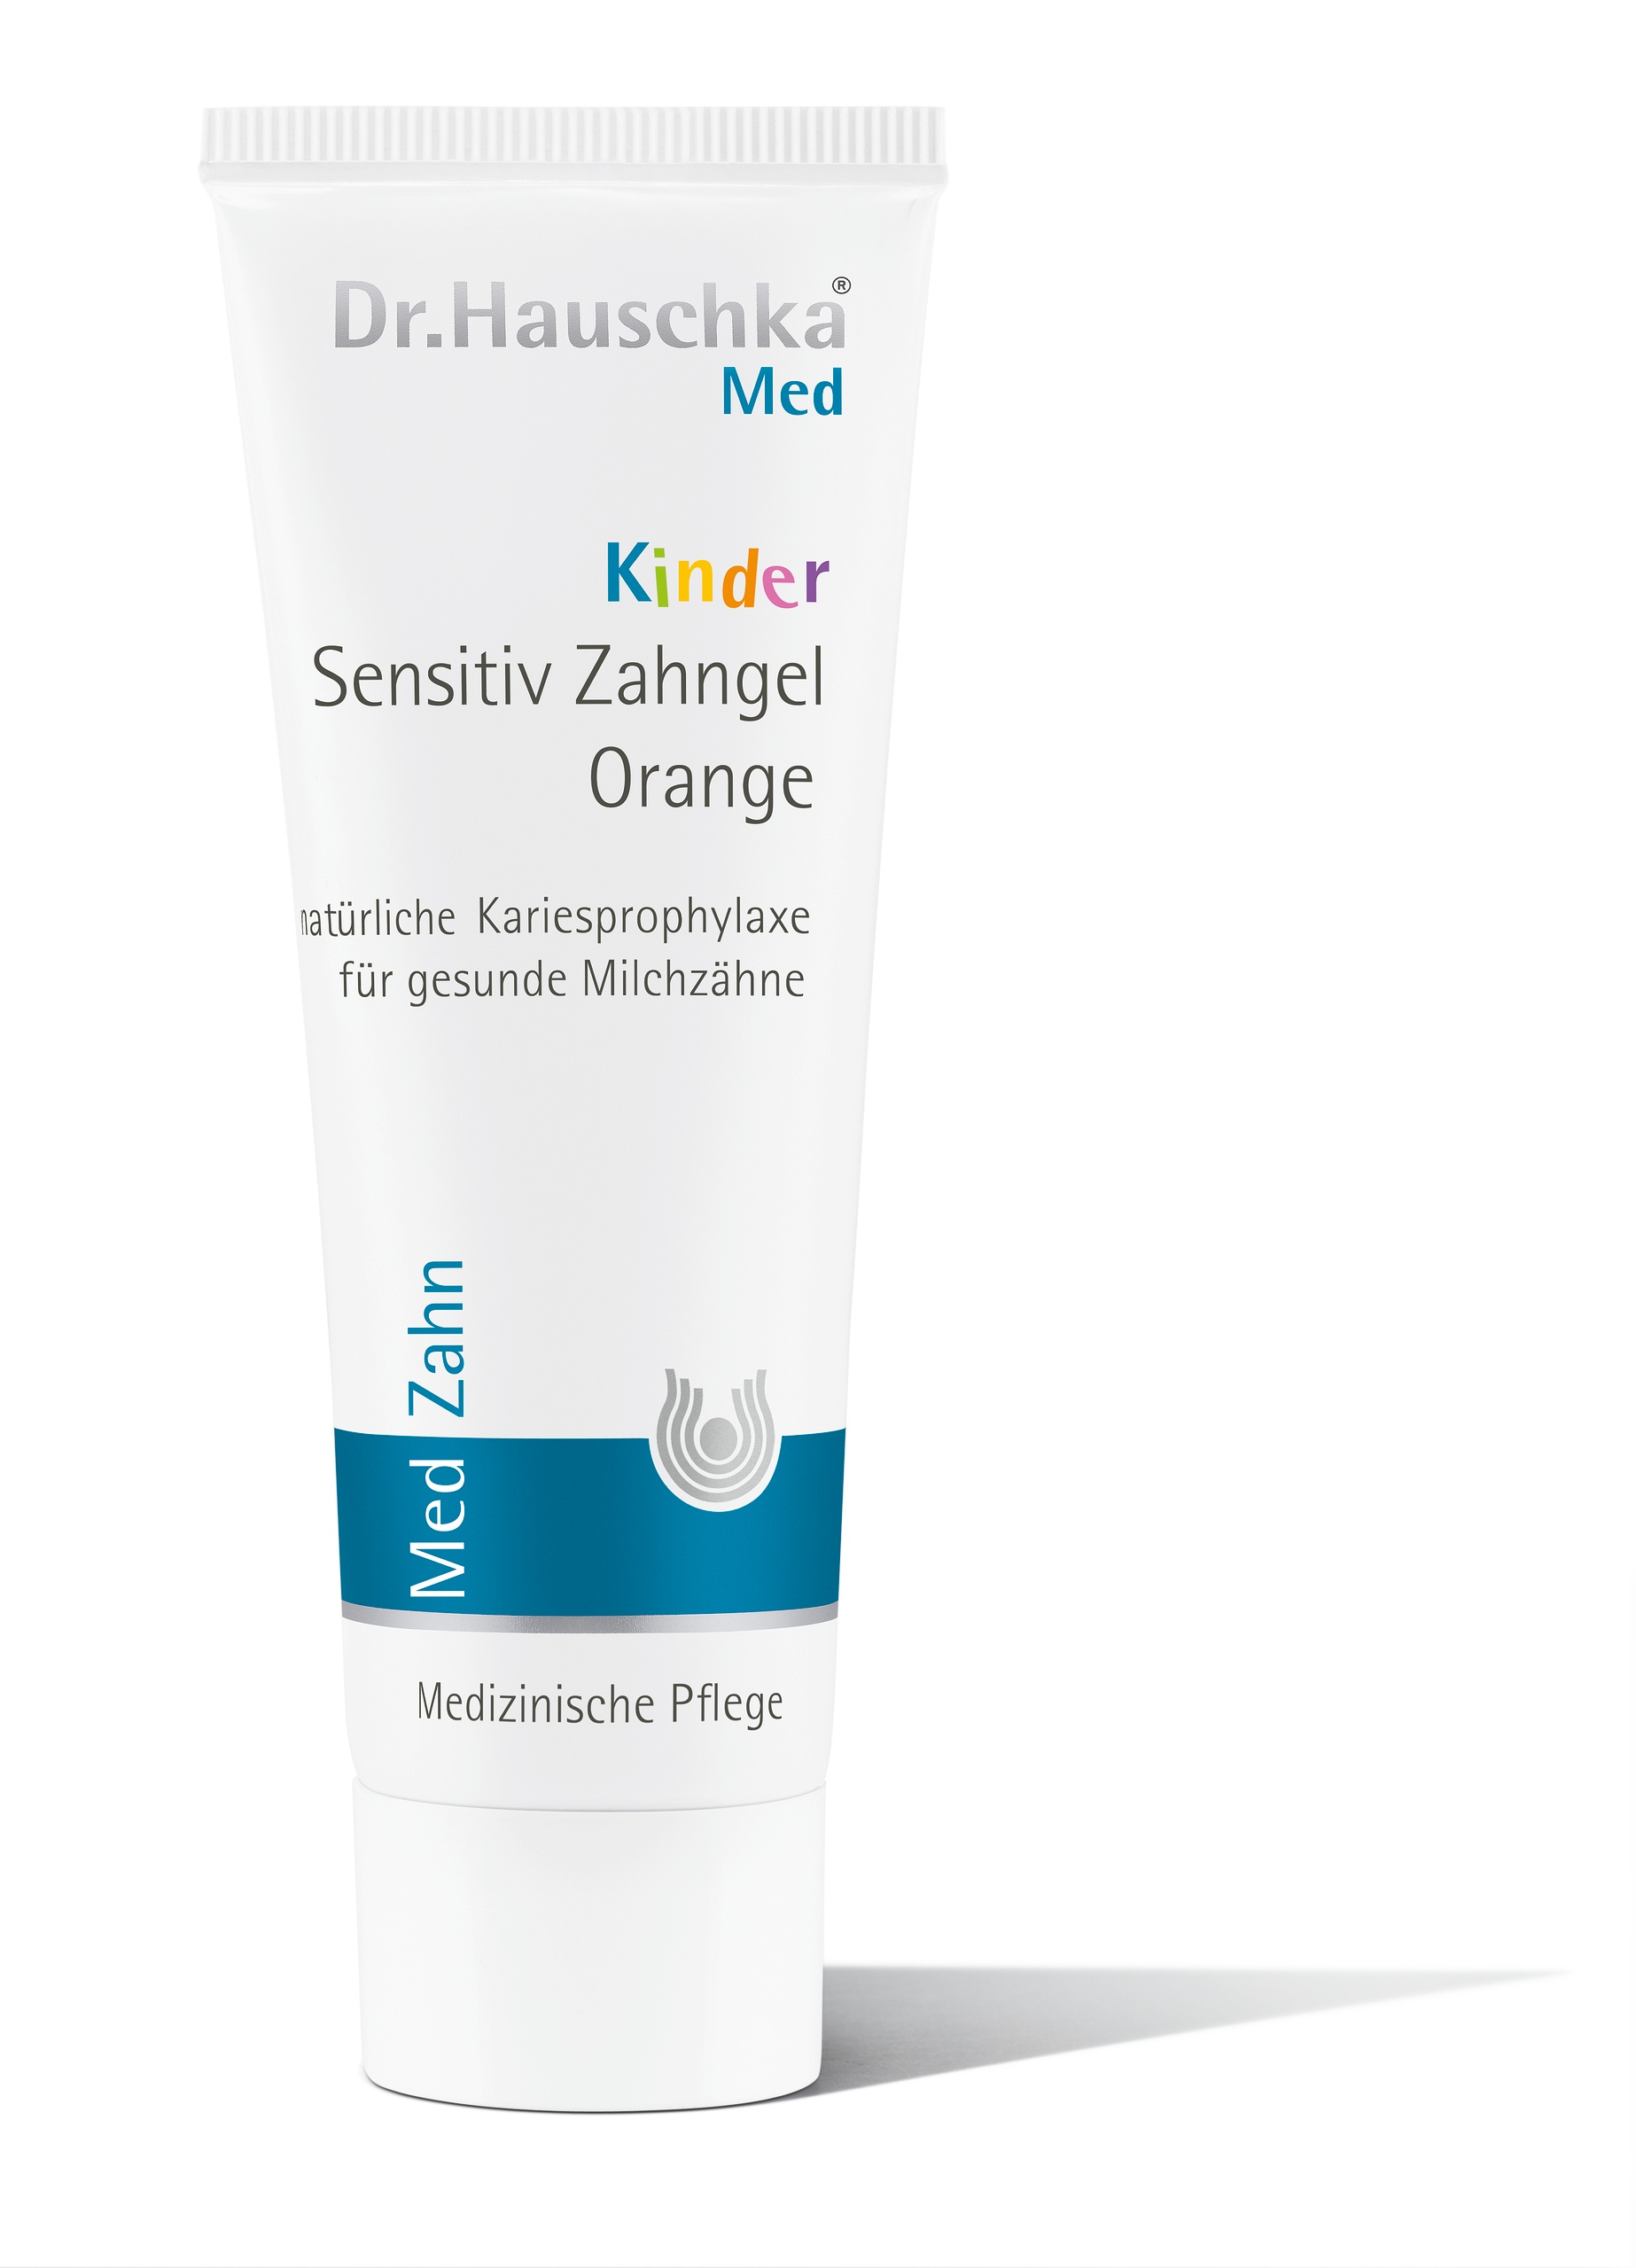 Dr.Hauschka®
Med
Kinder
Sensitiv Zahngel
Orange
natürliche Kariesprophylaxe
für gesunde Milchzähne
Med Zahn
Medizinische Pflege